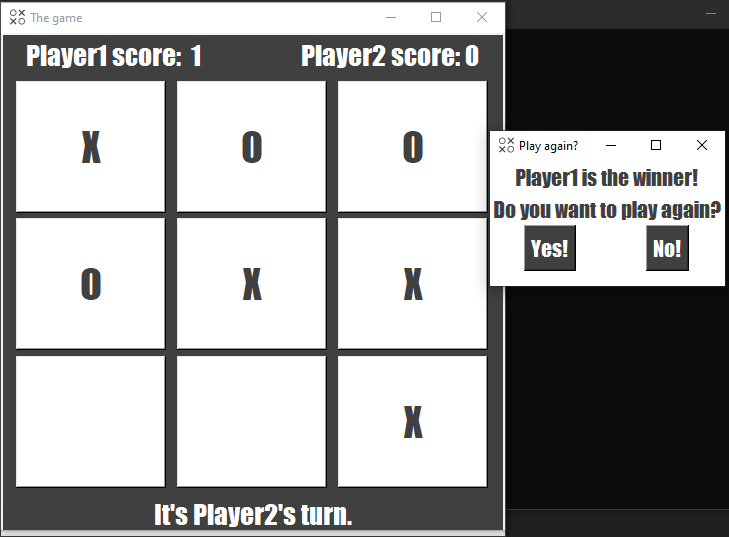 The game
Player1 score: 1
Player2 score: 0
X O O
O X X
X
It's Player2's turn.
Play again?
Player1 is the winner!
Do you want to play again?
Yes! No!